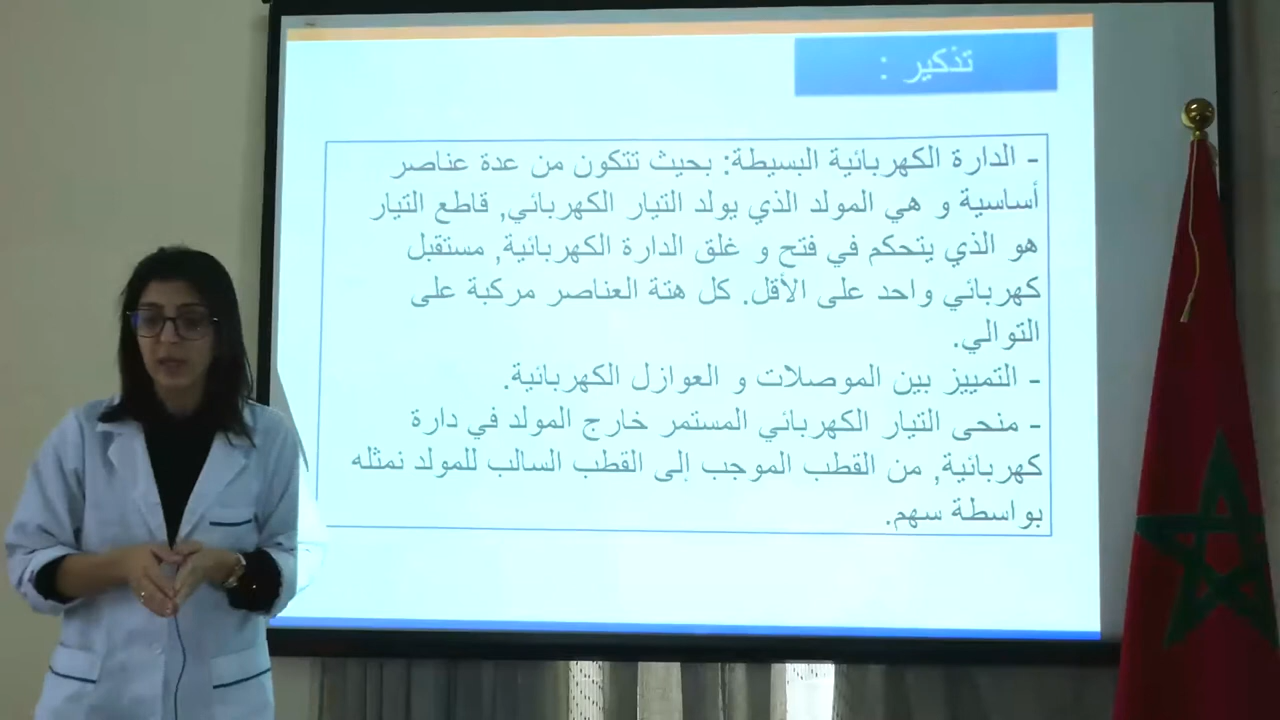 تذكير :
- الدارة الكهربائية البسيطة: بحيث تتكون من عدة عناصر
أساسية و هي المولد الذي يولد التيار الكهربائي, قاطع التيار
هو الذي يتحكم في فتح و غلق الدارة الكهربائية, مستقبل
كهربائي واحد على الأقل. كل هتة العناصر مركبة على
التوالي.
- التمييز بين الموصلات و العوازل الكهربائية.
- منحى التيار الكهربائي المستمر خارج المولد في دارة
كهربائية, من القطب الموجب إلى القطب السالب للمولد نمثله
بواسطة سهم.